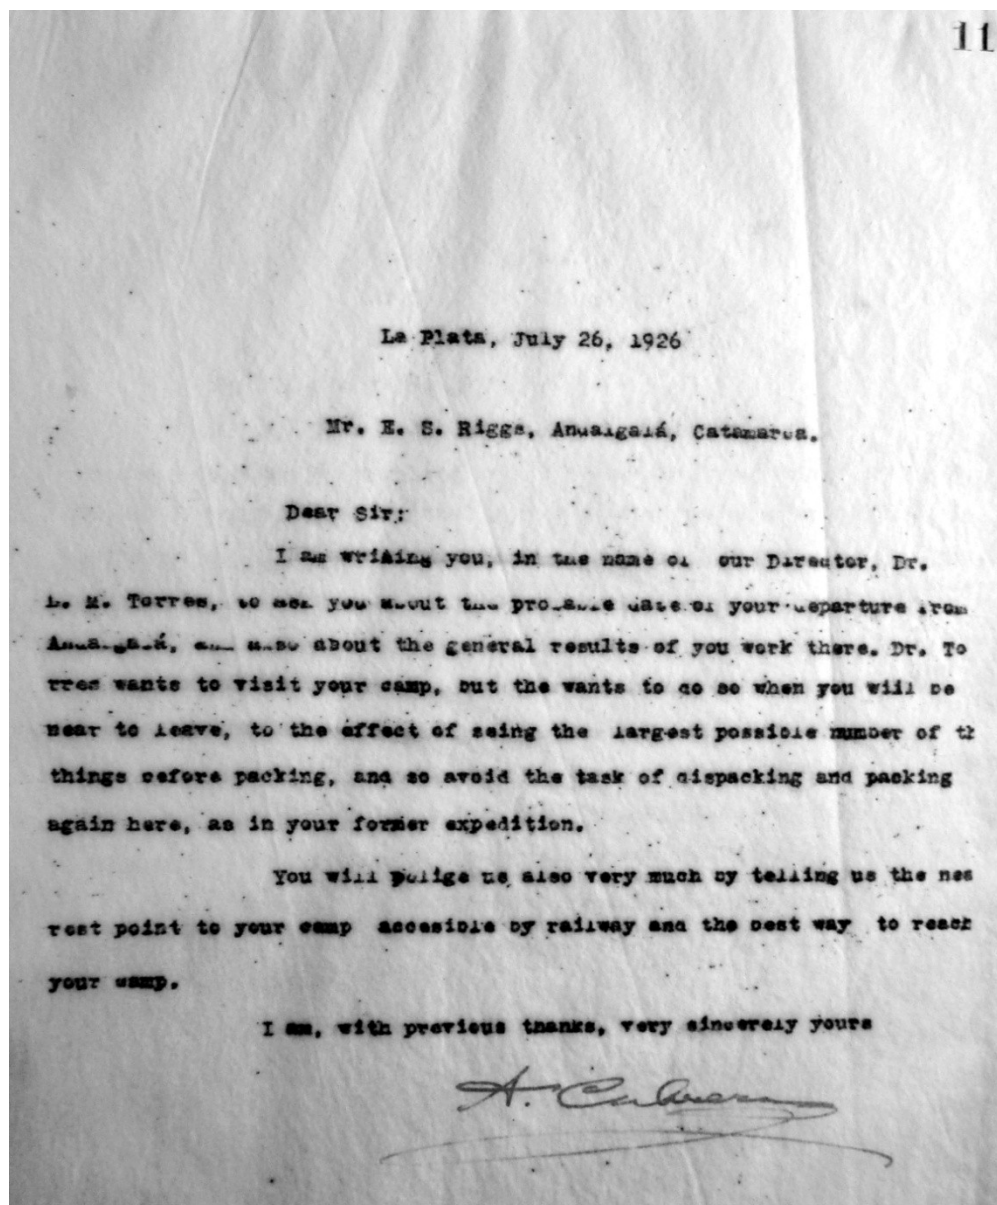 11
La Plata, July 26, 1926
Mr. E. S. Riggs, Andalgalá, Catamarca.
Dear Sir:
I am writing you, in the name of our Director, Dr.
L. M. Torres, to ask you about the probable date of your departure from
Andalgalá, and also about the general results of you work there. Dr. To
rres wants to visit your camp, but the wants to do so when you will be
near to leave, to the effect of seing the largest possible number of th
things before packing, and so avoid the task of dispacking and packing
again here, as in your former expedition.
You will oblige us also very much by telling us the nea
rest point to your camp accesible by railway and the best way to reach
your camp.
I am, with previous thanks, very sincerely yours
A. Cabrera